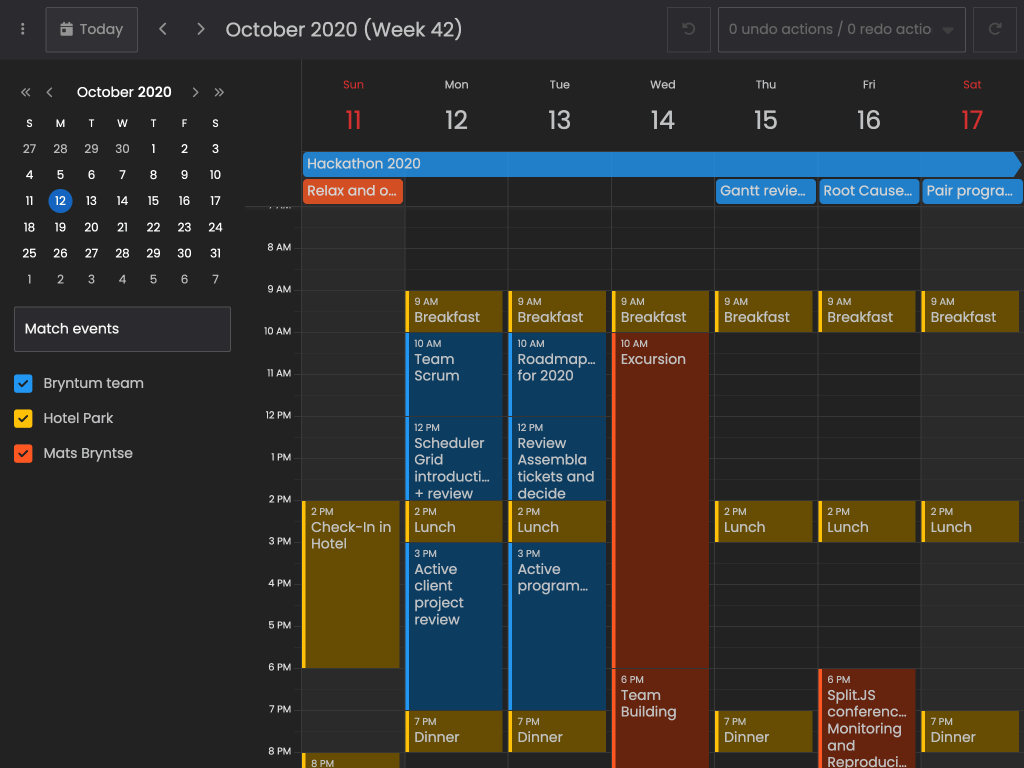 Today
October 2020 (Week 42)
0 undo actions / 0 redo actio
October 2020
S M T W T F S
27 28 29 30 1 2 3
4 5 6 7 8 9 10
11 12 13 14 15 16 17
18 19 20 21 22 23 24
25 26 27 28 29 30 31
1 2 3 4 5 6 7
Match events
Bryntum team
Hotel Park
Mats Bryntse
Sun Mon Tue Wed Thu Fri Sat
11 12 13 14 15 16 17
Hackathon 2020
Relax and o... Gantt revie... Root Cause... Pair progra...
8 AM
9 AM
10 AM
11 AM
12 PM
1 PM
2 PM
3 PM
4 PM
5 PM
6 PM
7 PM
8 PM
2 PM
Check-In in
Hotel
8 PM
9 AM
Breakfast
10 AM
Team
Scrum
12 PM
Scheduler
Grid
introducti...
+ review
2 PM
Lunch
3 PM
Active
client
project
review
7 PM
Dinner
9 AM
Breakfast
10 AM
Roadmap...
for 2020
12 PM
Review
Assembla
tickets and
decide
2 PM
Lunch
3 PM
Active
program...
7 PM
Dinner
9 AM
Breakfast
10 AM
Excursion
6 PM
Team
Building
9 AM
Breakfast
2 PM
Lunch
7 PM
Dinner
9 AM
Breakfast
2 PM
Lunch
6 PM
Split.JS
conferenc...
Monitoring
and
Reproduci...
9 AM
Breakfast
2 PM
Lunch
7 PM
Dinner